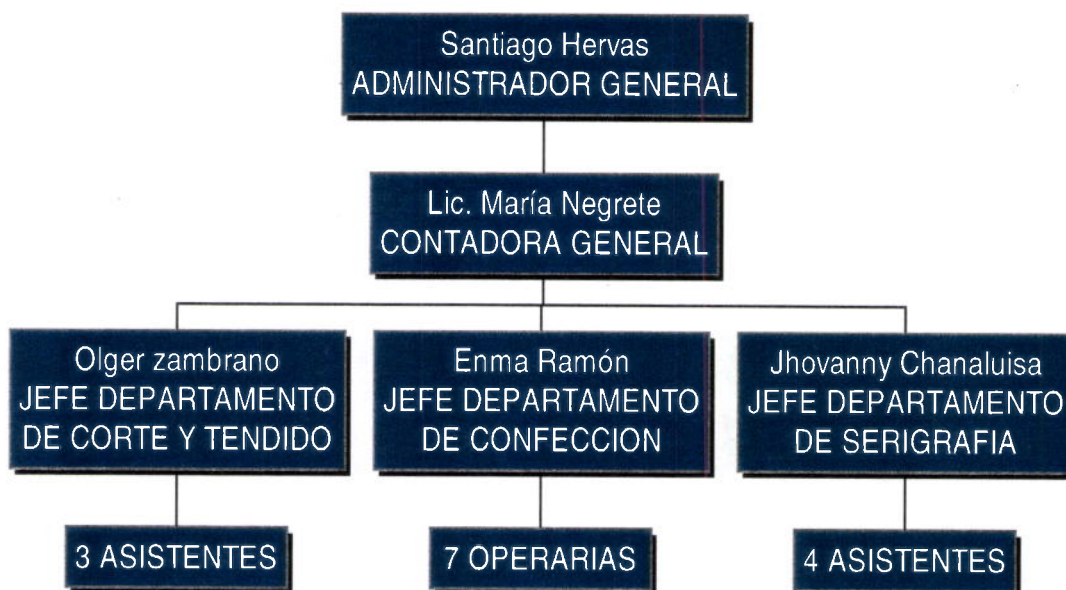 Santiago Hervas
ADMINISTRADOR GENERAL
Lic. María Negrete
CONTADORA GENERAL
Olger zambrano
JEFE DEPARTAMENTO
DE CORTE Y TENDIDO
Enma Ramón
JEFE DEPARTAMENTO
DE CONFECCION
Jhovanny Chanaluisa
JEFE DEPARTAMENTO
DE SERIGRAFIA
3 ASISTENTES
7 OPERARIAS
4 ASISTENTES